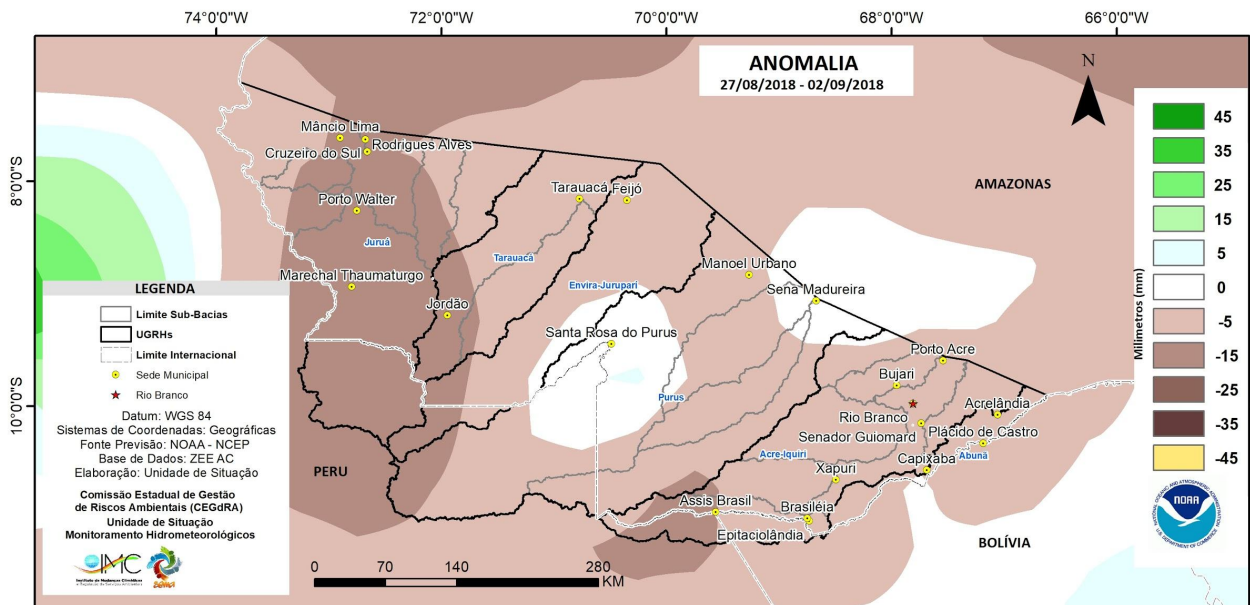 74°0'0"W
72°0'0"W
70°0'0"W
68°0'0"W
66°0'0"W
8°0'0"S
10°0'0"S
ANOMALIA
27/08/2018 - 02/09/2018
N
AMAZONAS
PERU
BOLÍVIA
Mâncio Lima
Rodrigues Alves
Cruzeiro do Sul
Porto Walter
Juruá
Marechal Thaumaturgo
Jordão
Tarauacá
Feijó
Tarauacá
Envira-Jurupari
Manoel Urbano
Sena Madureira
Santa Rosa do Purus
Purus
Porto Acre
Bujari
Rio Branco
Acrelândia
Senador Guiomard
Plácido de Castro
Acre-Iquiri
Capixaba
Abunã
Xapuri
Assis Brasil
Brasiléia
Epitaciolândia
LEGENDA
Limite Sub-Bacias
UGRHs
Limite Internacional
Sede Municipal
Rio Branco
Datum: WGS 84
Sistemas de Coordenadas: Geográficas
Fonte Previsão: NOAA - NCEP
Base de Dados: ZEE AC
Elaboração: Unidade de Situação
Comissão Estadual de Gestão
de Riscos Ambientais (CEGdRA)
Unidade de Situação
Monitoramento Hidrometeorológicos
IMC
0
70
140
280
KM
Milimetros (mm)
45
35
25
15
5
0
-5
-15
-25
-35
-45
NOAA